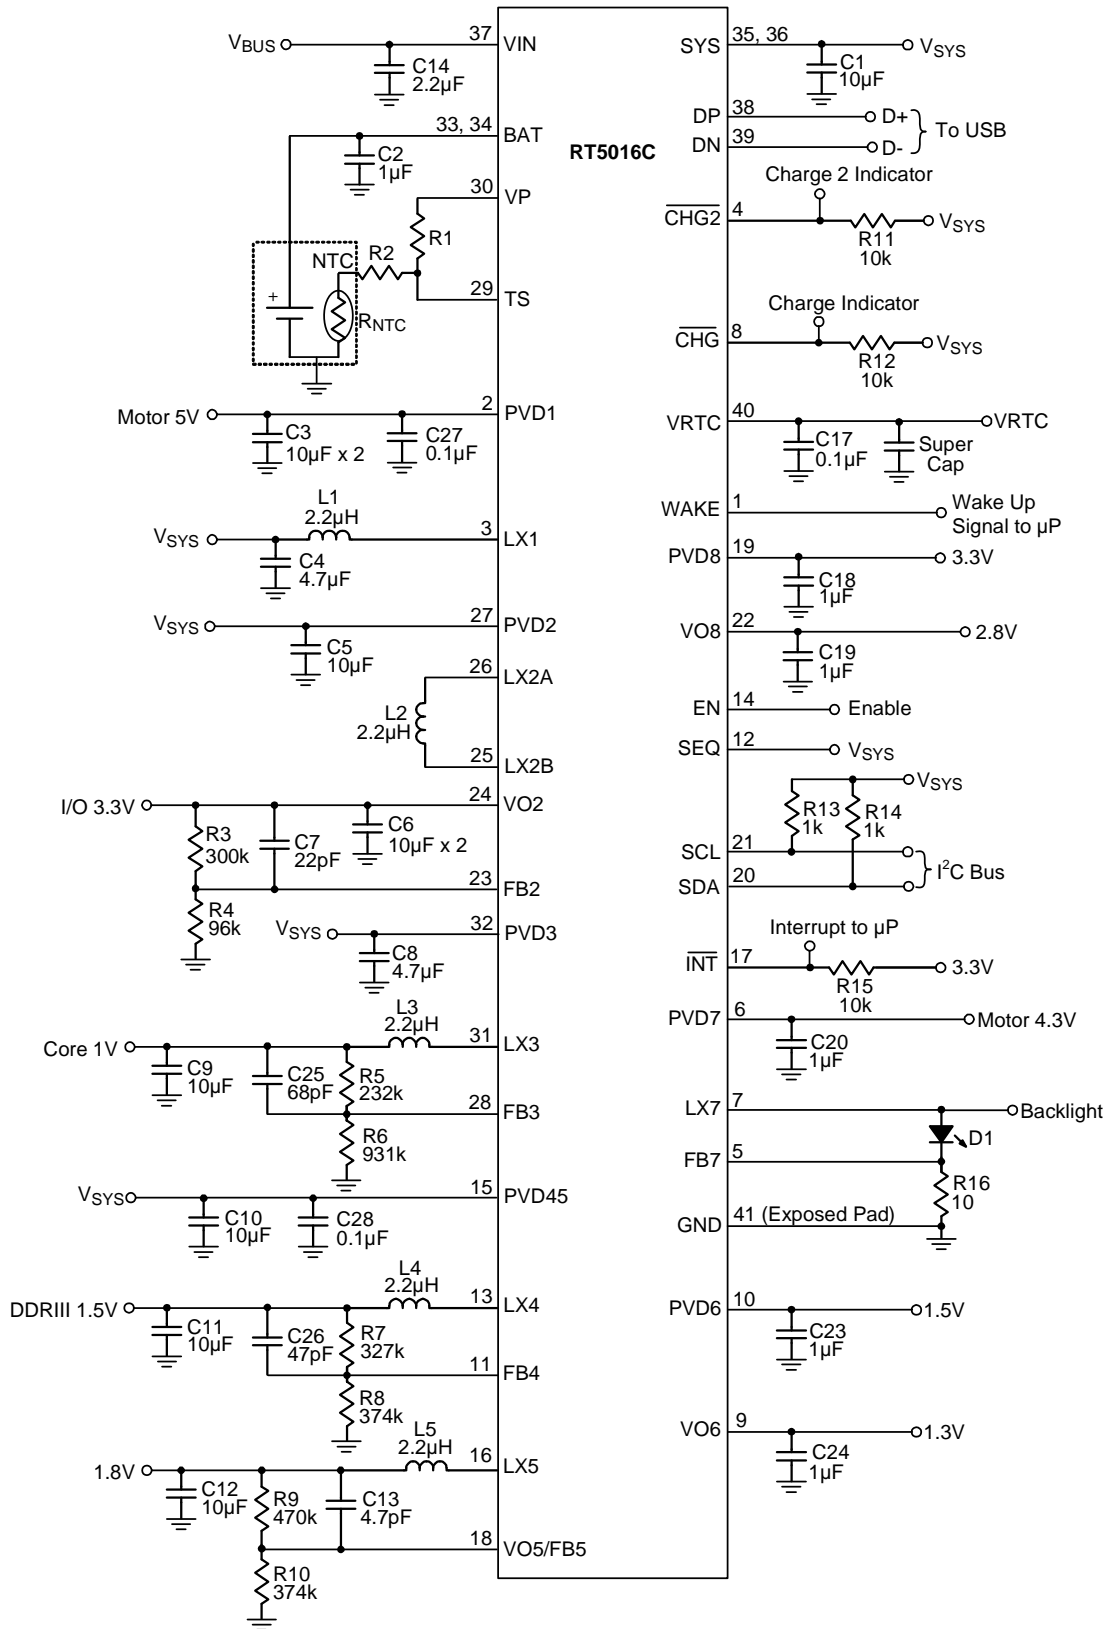 RT5016C
V_BUS
37
VIN
C14
2.2µF
33, 34
BAT
C2
1µF
30
VP
R1
NTC
R2
+
R_NTC
29
TS
Motor 5V
2
PVD1
C3
10µF x 2
C27
0.1µF
L1
2.2µH
V_SYS
3
LX1
C4
4.7µF
V_SYS
27
PVD2
C5
10µF
26
LX2A
L2
2.2µH
25
LX2B
I/O 3.3V
24
VO2
R3
300k
C7
22pF
C6
10µF x 2
23
FB2
R4
96k
V_SYS
32
PVD3
C8
4.7µF
L3
2.2µH
Core 1V
31
LX3
C9
10µF
C25
68pF
R5
232k
28
FB3
R6
931k
V_SYS
15
PVD45
C10
10µF
C28
0.1µF
L4
2.2µH
DDRIII 1.5V
13
LX4
C11
10µF
C26
47pF
R7
327k
11
FB4
R8
374k
L5
2.2µH
1.8V
16
LX5
C12
10µF
R9
470k
C13
4.7pF
18
VO5/FB5
R10
374k
SYS
35, 36
V_SYS
C1
10µF
DP
38
D+
To USB
DN
39
D-
Charge 2 Indicator
CHG2
4
V_SYS
R11
10k
Charge Indicator
CHG
8
V_SYS
R12
10k
VRTC
40
VRTC
C17
0.1µF
Super
Cap
WAKE
1
Wake Up
Signal to µP
PVD8
19
3.3V
C18
1µF
VO8
22
2.8V
C19
1µF
EN
14
Enable
SEQ
12
V_SYS
V_SYS
R13
1k
R14
1k
SCL
21
I²C Bus
SDA
20
Interrupt to µP
INT
17
3.3V
R15
10k
PVD7
6
Motor 4.3V
C20
1µF
LX7
7
Backlight
D1
FB7
5
R16
10
GND
41 (Exposed Pad)
PVD6
10
1.5V
C23
1µF
VO6
9
1.3V
C24
1µF